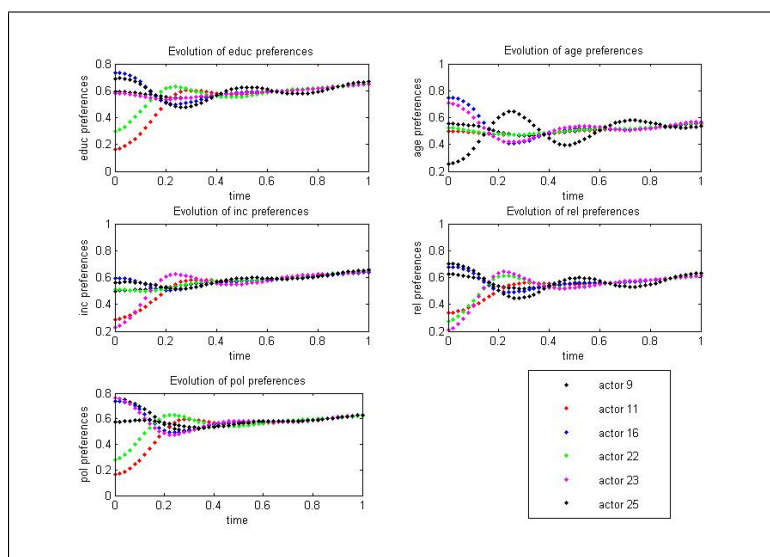 Evolution of educ preferences
0.8
0.6
0.4
0.2
0
educ preferences
0 0.2 0.4 0.6 0.8 1
time
Evolution of age preferences
1
0.8
0.6
0.4
0.2
0
age preferences
0 0.2 0.4 0.6 0.8 1
time
Evolution of inc preferences
1
0.8
0.6
0.4
0.2
inc preferences
0 0.2 0.4 0.6 0.8 1
time
Evolution of rel preferences
1
0.8
0.6
0.4
0.2
rel preferences
0 0.2 0.4 0.6 0.8 1
time
Evolution of pol preferences
0.8
0.6
0.4
0.2
0
pol preferences
0 0.2 0.4 0.6 0.8 1
time
actor 9
actor 11
actor 16
actor 22
actor 23
actor 25